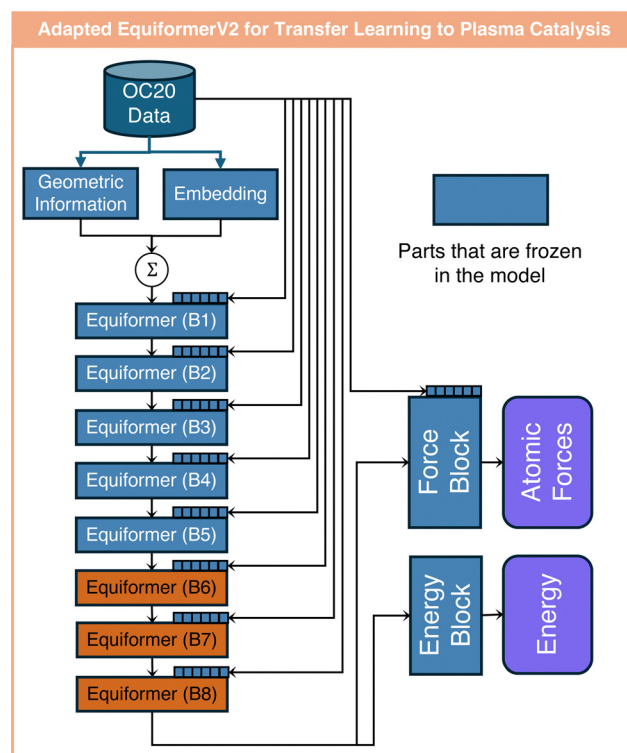 Adapted EquiformerV2 for Transfer Learning to Plasma Catalysis
OC20
Data
Geometric
Information
Embedding
Σ
Parts that are frozen
in the model
Equiformer (B1)
Equiformer (B2)
Equiformer (B3)
Equiformer (B4)
Equiformer (B5)
Equiformer (B6)
Equiformer (B7)
Equiformer (B8)
Force
Block
Atomic
Forces
Energy
Block
Energy